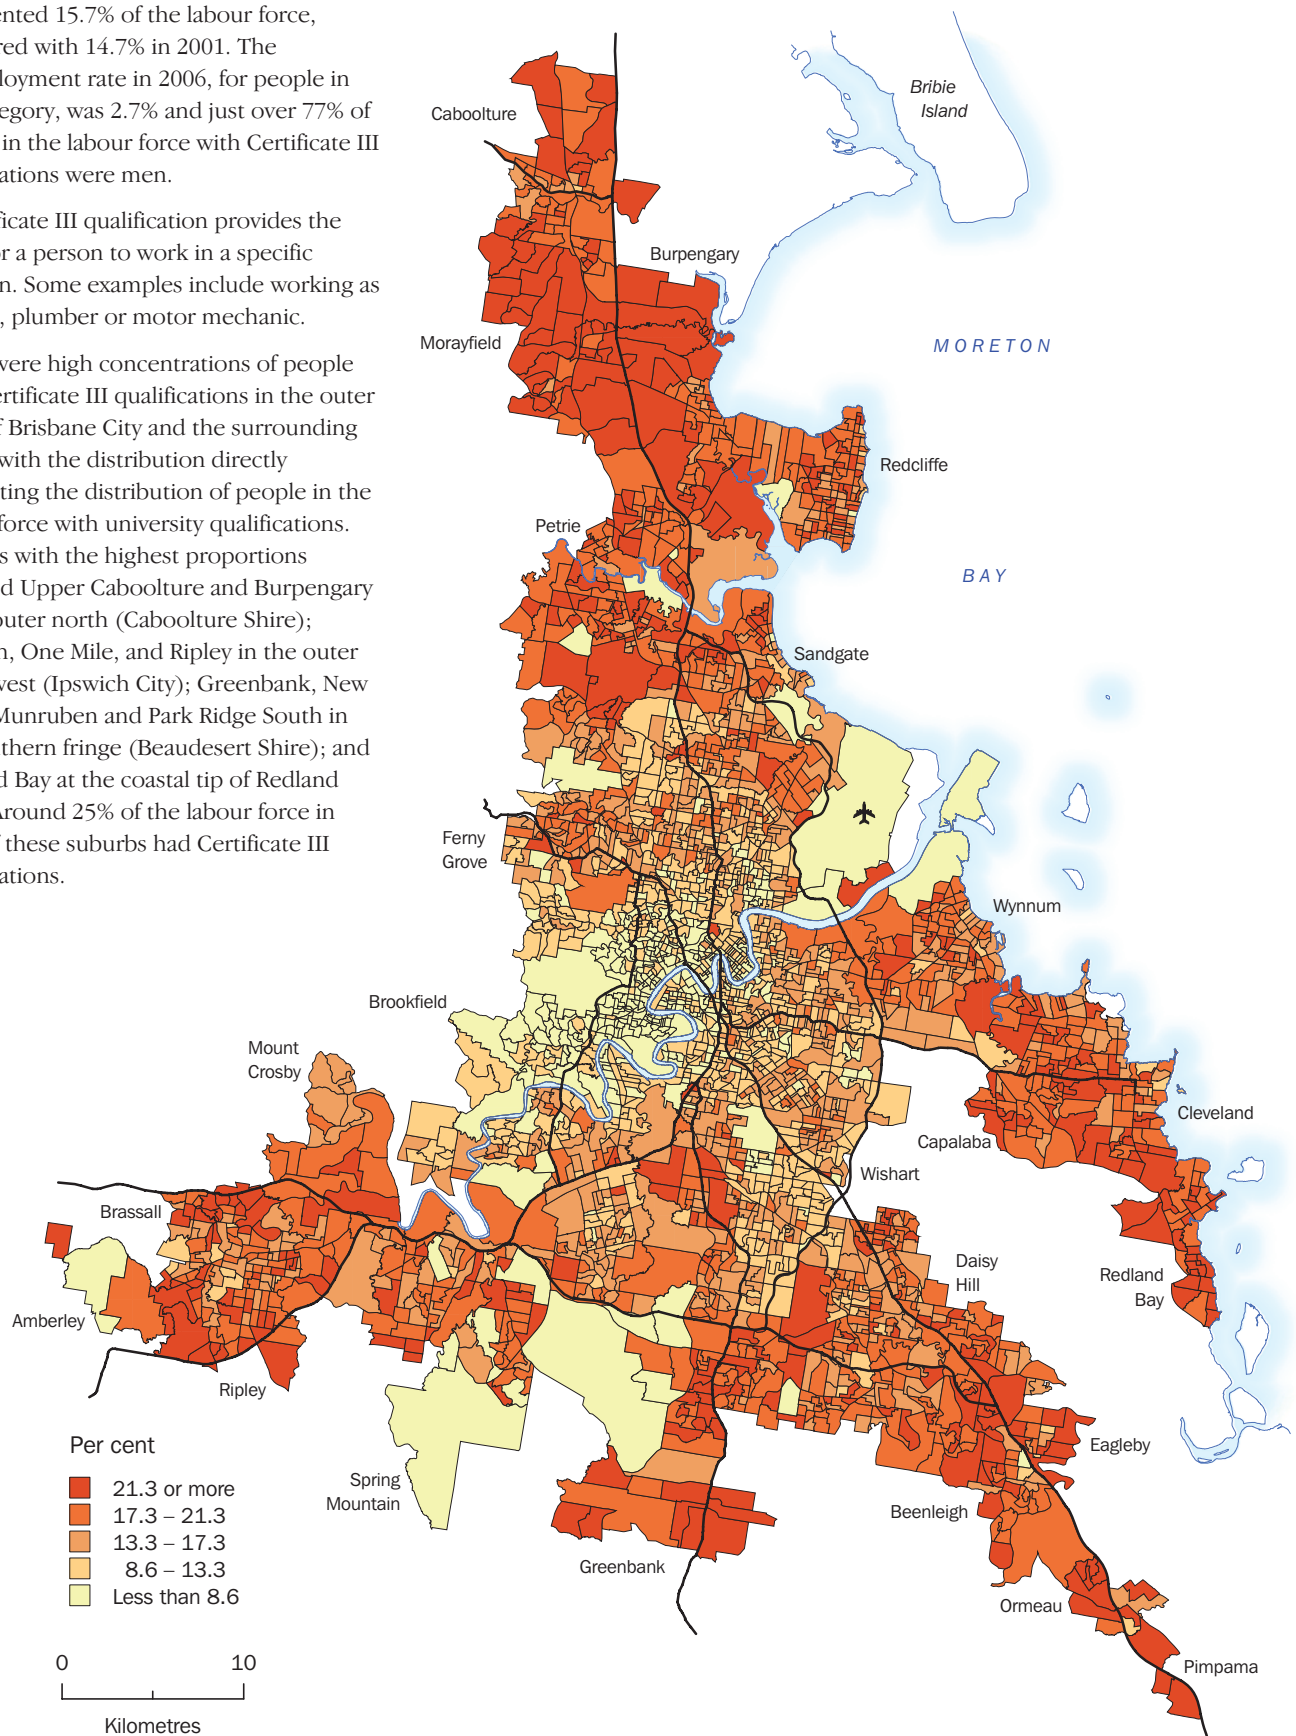 ented 15.7% of the labour force,
red with 14.7% in 2001. The
loyment rate in 2006, for people in
egory, was 2.7% and just over 77% of
in the labour force with Certificate III
ations were men.
ficate III qualification provides the
or a person to work in a specific
n. Some examples include working as
, plumber or motor mechanic.
were high concentrations of people
ertificate III qualifications in the outer
f Brisbane City and the surrounding
with the distribution directly
ting the distribution of people in the
force with university qualifications.
s with the highest proportions
d Upper Caboolture and Burpengary
outer north (Caboolture Shire);
n, One Mile, and Ripley in the outer
west (Ipswich City); Greenbank, New
Munruben and Park Ridge South in
thern fringe (Beaudesert Shire); and
d Bay at the coastal tip of Redland
Around 25% of the labour force in
f these suburbs had Certificate III
ations.
Bribie
Island
Caboolture
Burpengary
Morayfield
MORETON
Redcliffe
Petrie
BAY
Sandgate
Ferny
Grove
Wynnum
Brookfield
Mount
Crosby
Cleveland
Capalaba
Wishart
Brassall
Daisy
Hill
Redland
Bay
Amberley
Ripley
Eagleby
Spring
Mountain
Beenleigh
Greenbank
Ormeau
Pimpama
Per cent
21.3 or more
17.3 – 21.3
13.3 – 17.3
8.6 – 13.3
Less than 8.6
0 10
Kilometres